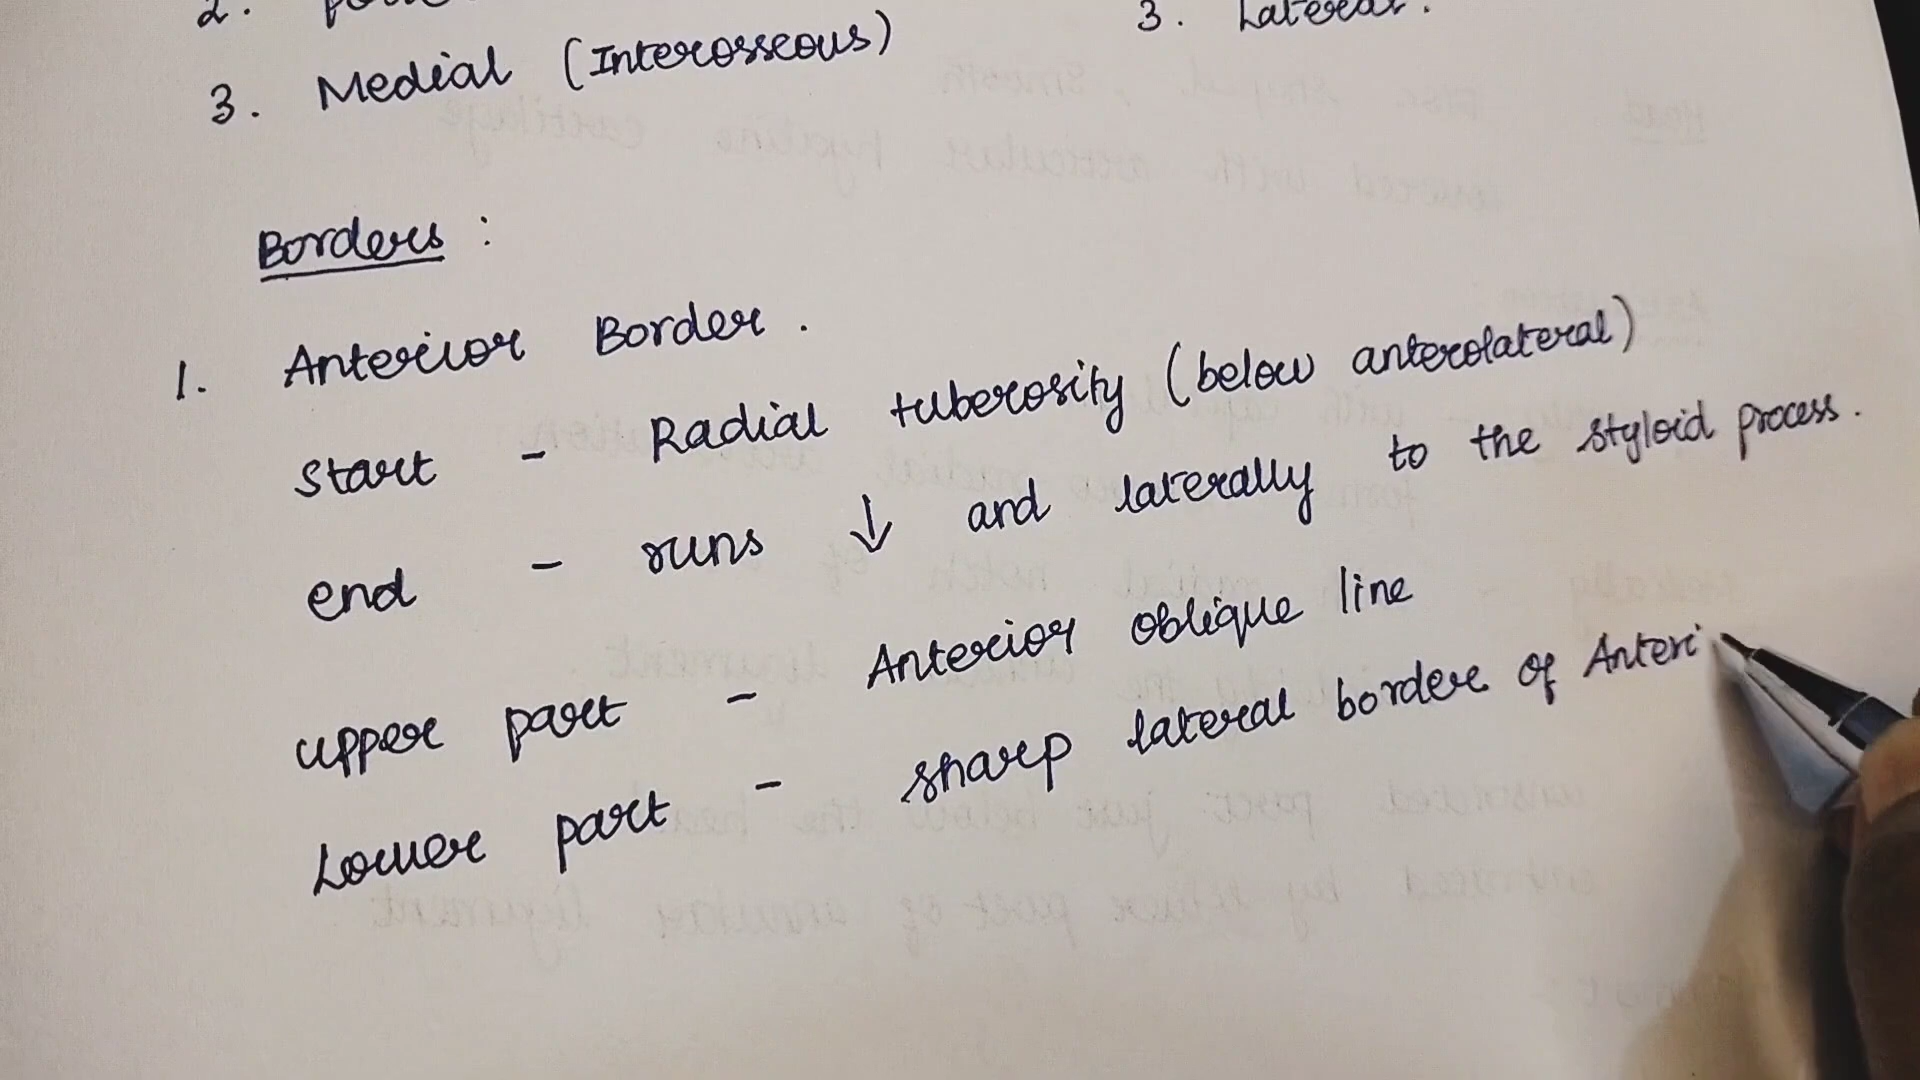 2.
3. Lateral.
3. Medial (Interosseous)
Borders :
1. Anterior Border.
start - Radial tuberosity (below anterolateral)
end - runs ↓ and laterally to the styloid process.
upper part - Anterior oblique line
Lower part - sharp lateral border of Anteri